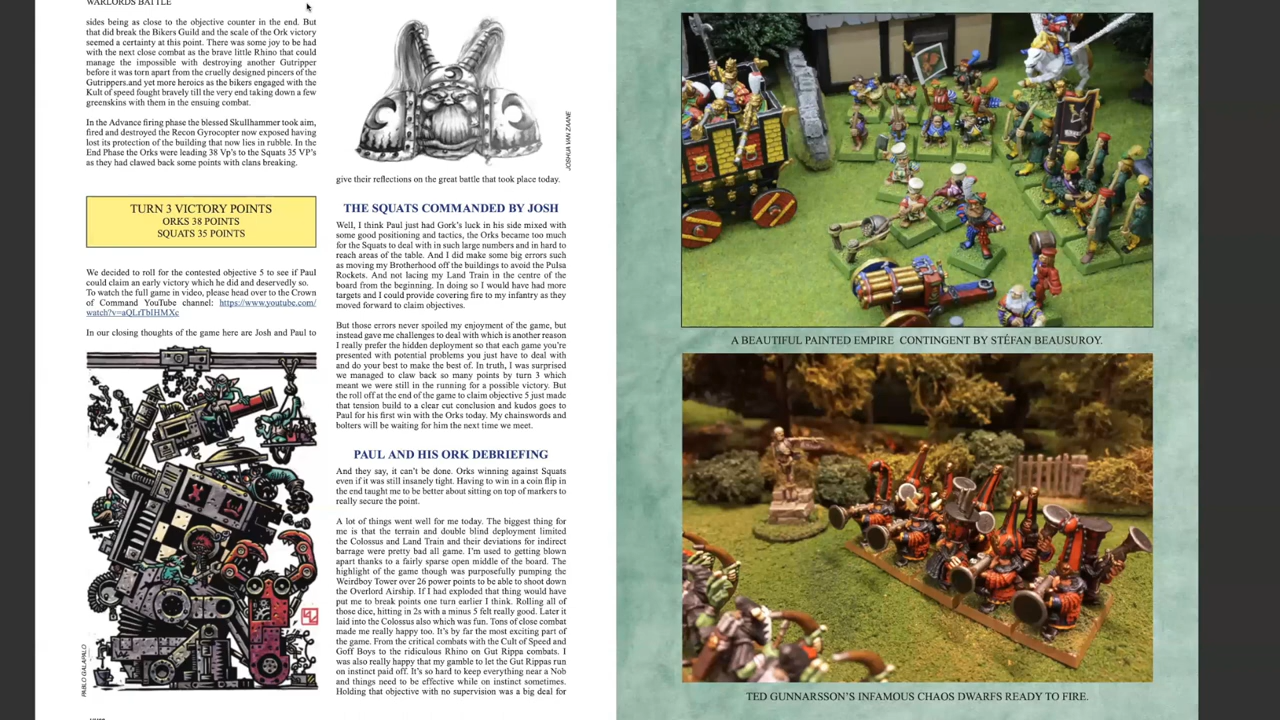 WARLORDS BATTLE
sides being as close to the objective counter in the end. But
that did break the Bikers Guild and the scale of the Ork victory
seemed a certainty at this point. There was some joy to be had
with the next close combat as the brave little Rhino that could
manage the impossible with destroying another Gutripper
before it was torn apart from the cruelly designed pincers of the
Gutrippers.and yet more heroics as the bikers engaged with the
Kult of speed fought bravely till the very end taking down a few
greenskins with them in the ensuing combat.
In the Advance firing phase the blessed Skullhammer took aim,
fired and destroyed the Recon Gyrocopter now exposed having
lost its protection of the building that now lies in rubble. In the
End Phase the Orks were leading 38 Vp's to the Squats 35 VP's
as they had clawed back some points with clans breaking.
TURN 3 VICTORY POINTS
ORKS 38 POINTS
SQUATS 35 POINTS
We decided to roll for the contested objective 5 to see if Paul
could claim an early victory which he did and deservedly so.
To watch the full game in video, please head over to the Crown
of Command YouTube channel: https://www.youtube.com/
watch?v=aQLrTbIHMXc
In our closing thoughts of the game here are Josh and Paul to
PABLO GALAPALO
JOSHUA VAN ZAANE
give their reflections on the great battle that took place today.
THE SQUATS COMMANDED BY JOSH
Well, I think Paul just had Gork's luck in his side mixed with
some good positioning and tactics, the Orks became too much
for the Squats to deal with in such large numbers and in hard to
reach areas of the table. And I did make some big errors such
as moving my Brotherhood off the buildings to avoid the Pulsa
Rockets. And not lacing my Land Train in the centre of the
board from the beginning. In doing so I would have had more
targets and I could provide covering fire to my infantry as they
moved forward to claim objectives.
But those errors never spoiled my enjoyment of the game, but
instead gave me challenges to deal with which is another reason
I really prefer the hidden deployment so that each game you're
presented with potential problems you just have to deal with
and do your best to make the best of. In truth, I was surprised
we managed to claw back so many points by turn 3 which
meant we were still in the running for a possible victory. But
the roll off at the end of the game to claim objective 5 just made
that tension build to a clear cut conclusion and kudos goes to
Paul for his first win with the Orks today. My chainswords and
bolters will be waiting for him the next time we meet.
PAUL AND HIS ORK DEBRIEFING
And they say, it can't be done. Orks winning against Squats
even if it was still insanely tight. Having to win in a coin flip in
the end taught me to be better about sitting on top of markers to
really secure the point.
A lot of things went well for me today. The biggest thing for
me is that the terrain and double blind deployment limited
the Colossus and Land Train and their deviations for indirect
barrage were pretty bad all game. I'm used to getting blown
apart thanks to a fairly sparse open middle of the board. The
highlight of the game though was purposefully pumping the
Weirdboy Tower over 26 power points to be able to shoot down
the Overlord Airship. If I had exploded that thing would have
put me to break points one turn earlier I think. Rolling all of
those dice, hitting in 2s with a minus 5 felt really good. Later it
laid into the Colossus also which was fun. Tons of close combat
made me really happy too. It's by far the most exciting part of
the game. From the critical combats with the Cult of Speed and
Goff Boys to the ridiculous Rhino on Gut Rippa combats. I
was also really happy that my gamble to let the Gut Rippas run
on instinct paid off. It's so hard to keep everything near a Nob
and things need to be effective while on instinct sometimes.
Holding that objective with no supervision was a big deal for
A BEAUTIFUL PAINTED EMPIRE CONTINGENT BY STÉFAN BEAUSUROY.
TED GUNNARSSON'S INFAMOUS CHAOS DWARFS READY TO FIRE.